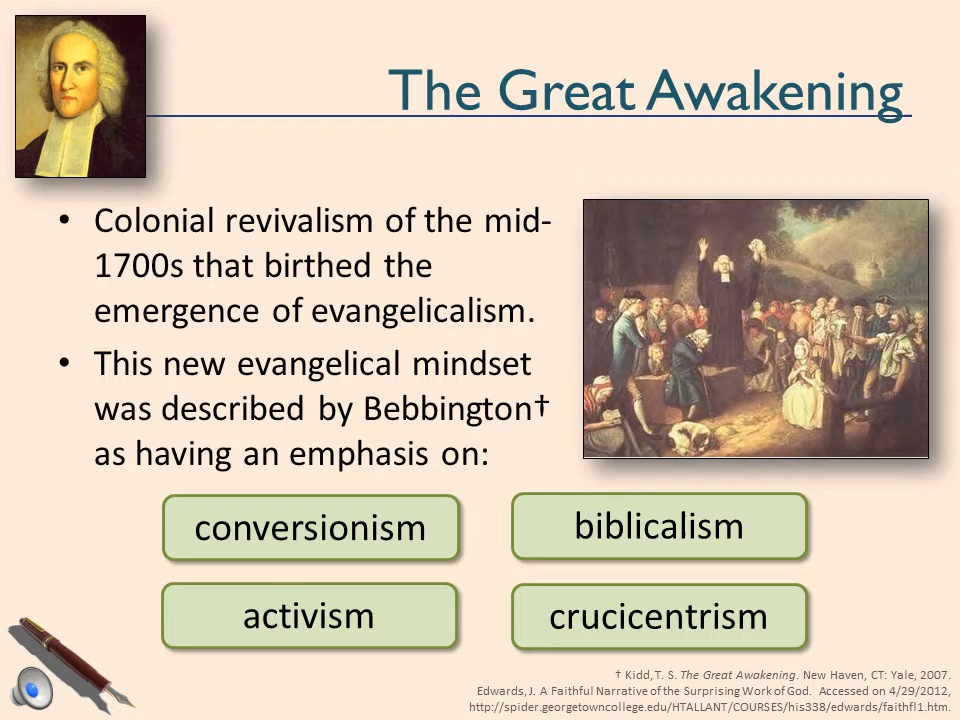 The Great Awakening
• Colonial revivalism of the mid-
1700s that birthed the
emergence of evangelicalism.
• This new evangelical mindset
was described by Bebbington†
as having an emphasis on:
conversionism
biblicalism
activism
crucicentrism
† Kidd, T. S. The Great Awakening. New Haven, CT: Yale, 2007.
Edwards, J. A Faithful Narrative of the Surprising Work of God. Accessed on 4/29/2012,
http://spider.georgetowncollege.edu/HTALLANT/COURSES/his338/edwards/faithfl1.htm.